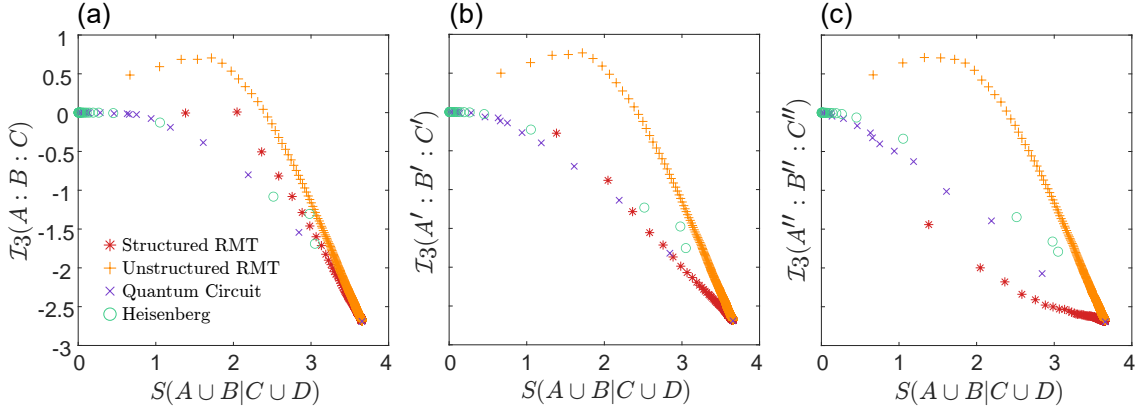 (a)
(b)
(c)
1
0.5
0
-0.5
-1
-1.5
-2
-2.5
-3
0 1 2 3 4
0 1 2 3 4
0 1 2 3 4
I₃(A : B : C)
I₃(A′ : B′ : C′)
I₃(A″ : B″ : C″)
Structured RMT
Unstructured RMT
Quantum Circuit
Heisenberg
S(A ∪ B|C ∪ D)
S(A ∪ B|C ∪ D)
S(A ∪ B|C ∪ D)